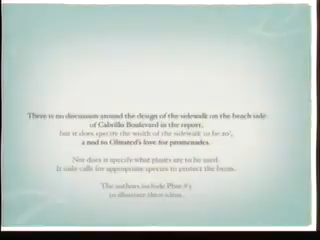 There is no discussion around the design of the sidewalk on the beach side
of Cabrillo Boulevard in the report,
but it does specify the width of the sidewalk to be
a nod to Olmsted's love for promenades.
Nor does it specify what plants are to be used.
It only calls for appropriate species to protect the
The authors include Plate
to illustrate these ideas.